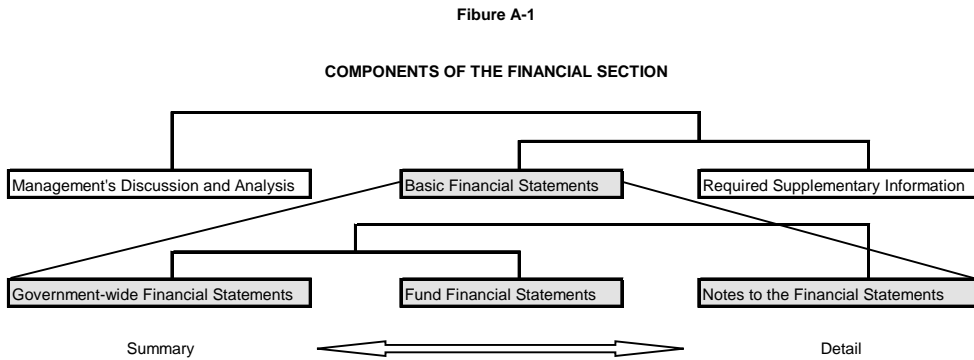 Fibure A-1
COMPONENTS OF THE FINANCIAL SECTION
Management's Discussion and Analysis
Basic Financial Statements
Required Supplementary Information
Government-wide Financial Statements
Fund Financial Statements
Notes to the Financial Statements
Summary
Detail